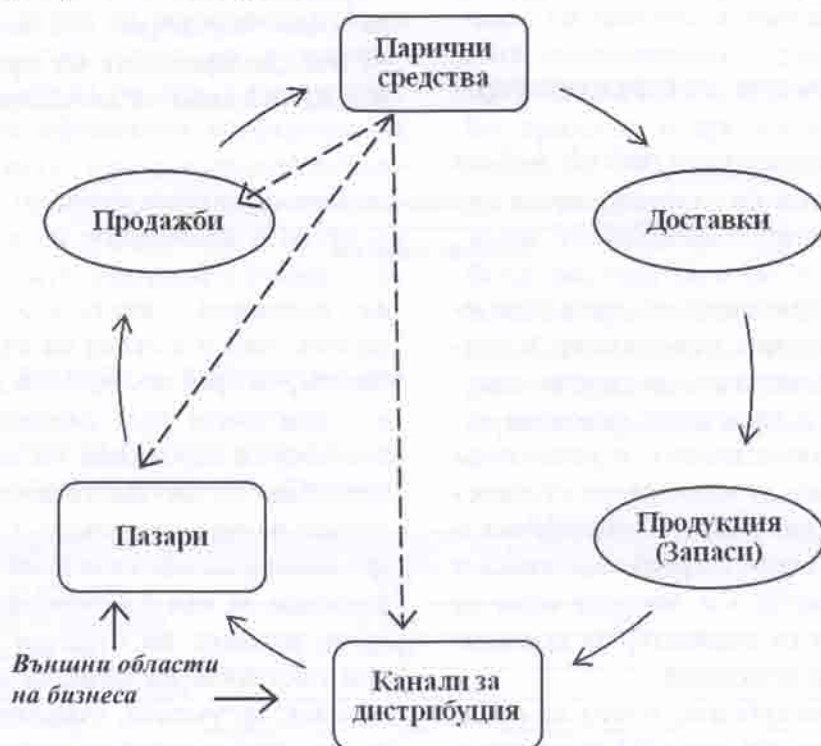 Парични
средства
Продажби
Доставки
Пазари
Продукция
(Запаси)
Външни области
на бизнеса
Канали за
дистрибуция